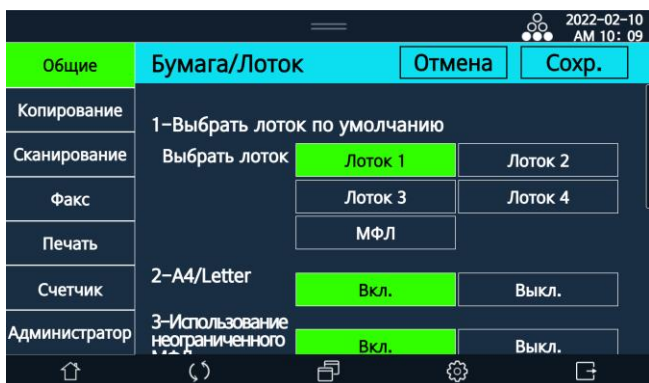 2022-02-10
AM 10: 09
Общие
Бумага/Лоток
Отмена
Сохр.
Копирование
Сканирование
Факс
Печать
Счетчик
Администратор
1-Выбрать лоток по умолчанию
Выбрать лоток
Лоток 1
Лоток 2
Лоток 3
Лоток 4
МФЛ
2-A4/Letter
Вкл.
Выкл.
3-Использование
неограниченного
Вкл.
Выкл.